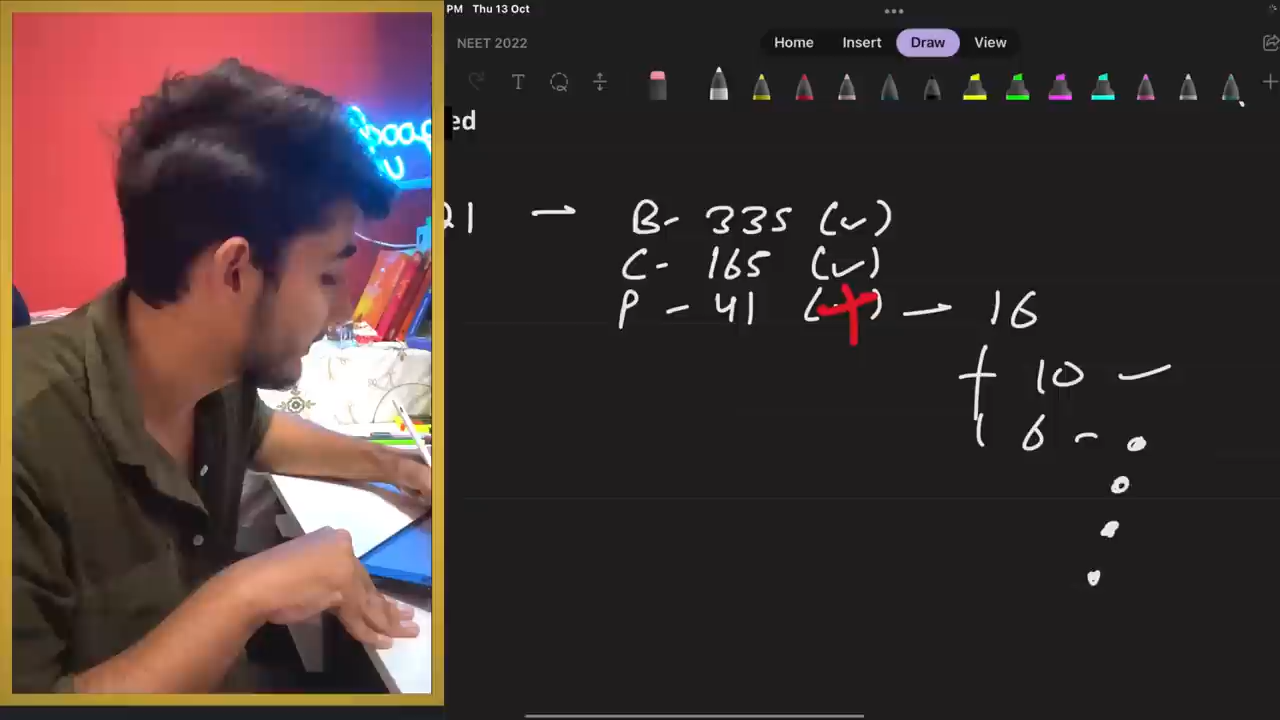 PM Thu 13 Oct
NEET 2022
Home Insert Draw View
T
ed
21 → B- 335 (✓)
C- 165 (✓)
P - 41 ( ) → 16
10
6 -
U